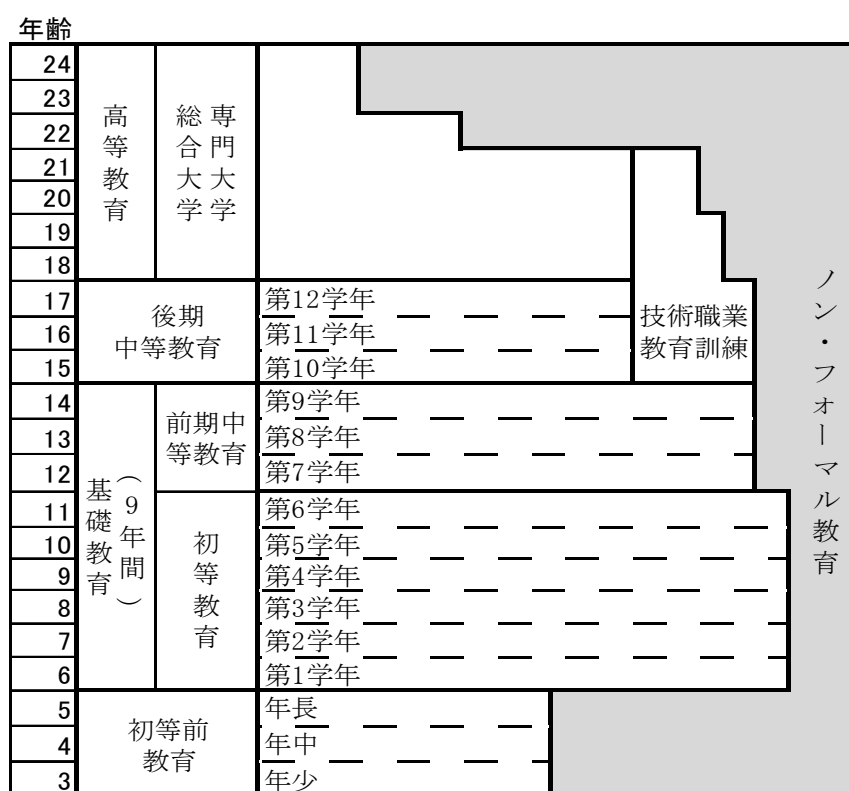 年齢
24
23
22
21
20
19
18
17
16
15
14
13
12
11
10
9
8
7
6
5
4
3
高等教育
総合大学
専門大学
後期
中等教育
第12学年
第11学年
第10学年
技術職業
教育訓練
基礎教育
（9年間）
前期中
等教育
第9学年
第8学年
第7学年
初等教育
第6学年
第5学年
第4学年
第3学年
第2学年
第1学年
初等前
教育
年長
年中
年少
ノン・フォーマル教育